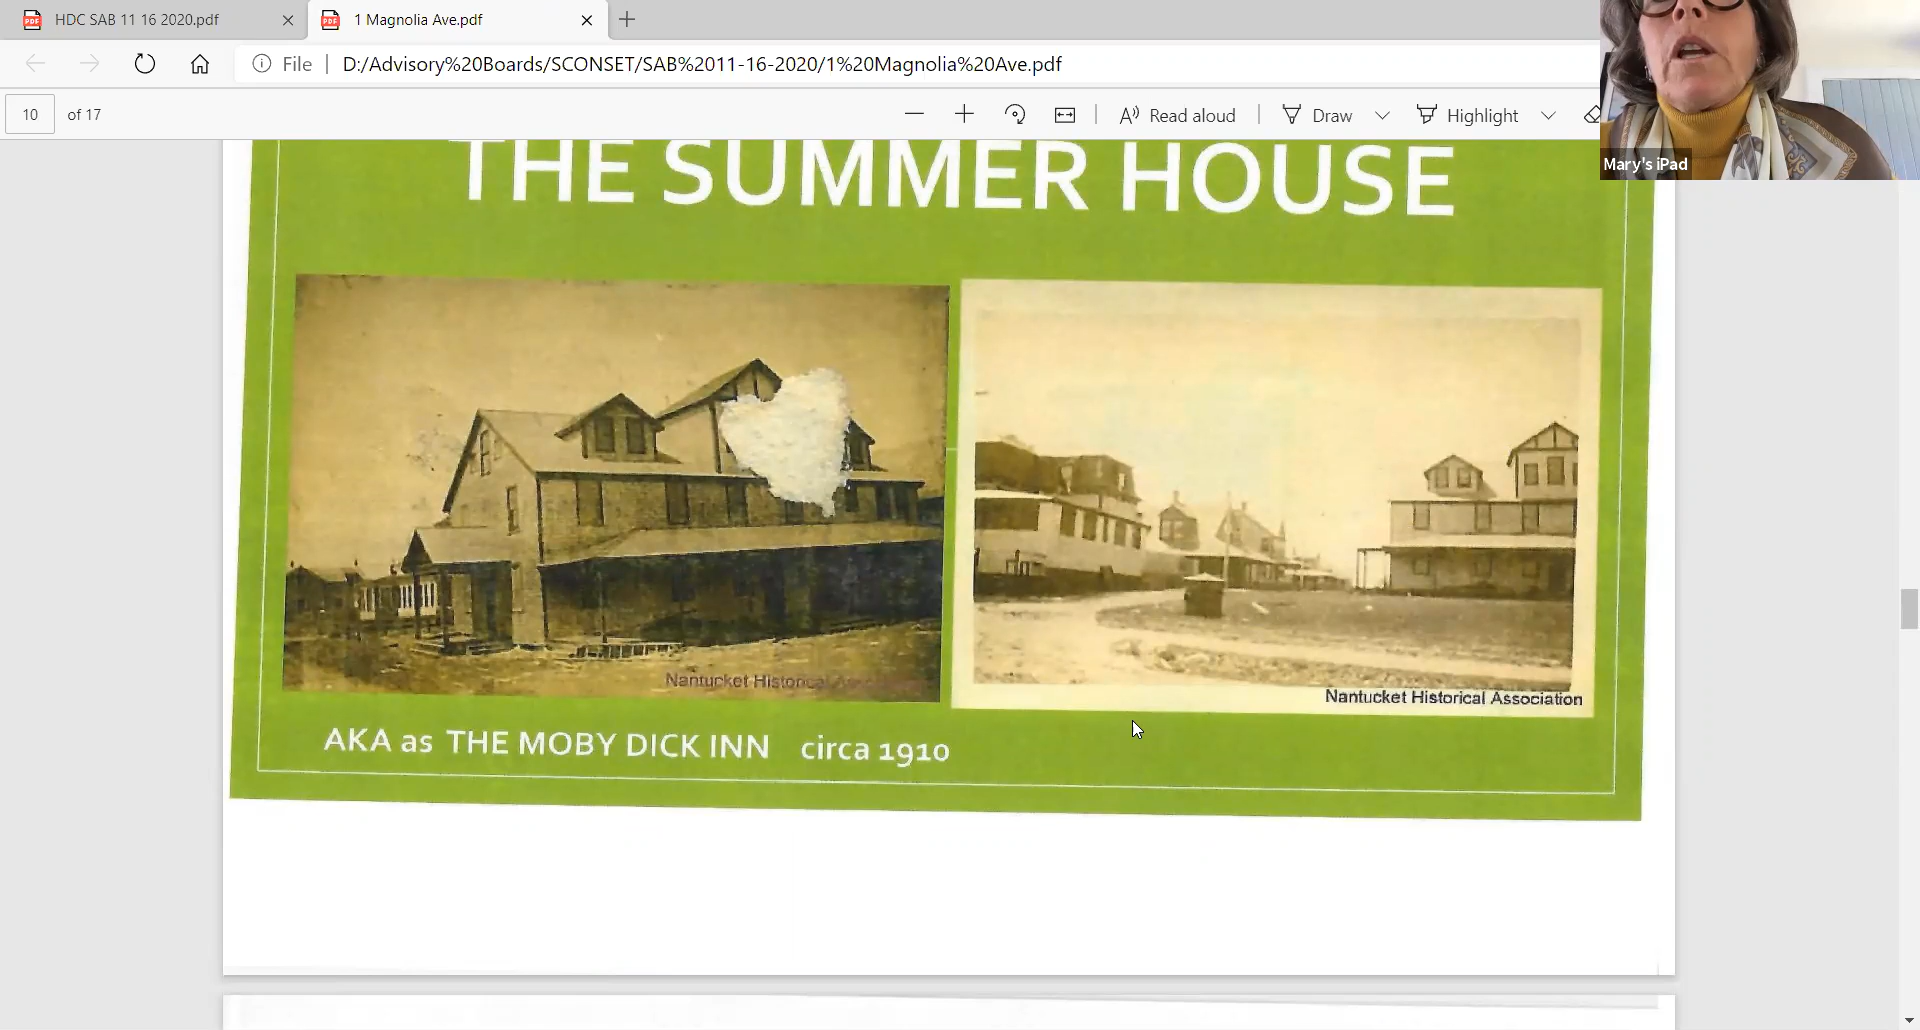 HDC SAB 11 16 2020.pdf
1 Magnolia Ave.pdf
File
D:/Advisory%20Boards/SCONSET/SAB%2011-16-2020/1%20Magnolia%20Ave.pdf
10 of 17
Read aloud
Draw
Highlight
Mary's iPad
THE SUMMER HOUSE
Nantucket Historical
Nantucket Historical Association
AKA as THE MOBY DICK INN circa 1910